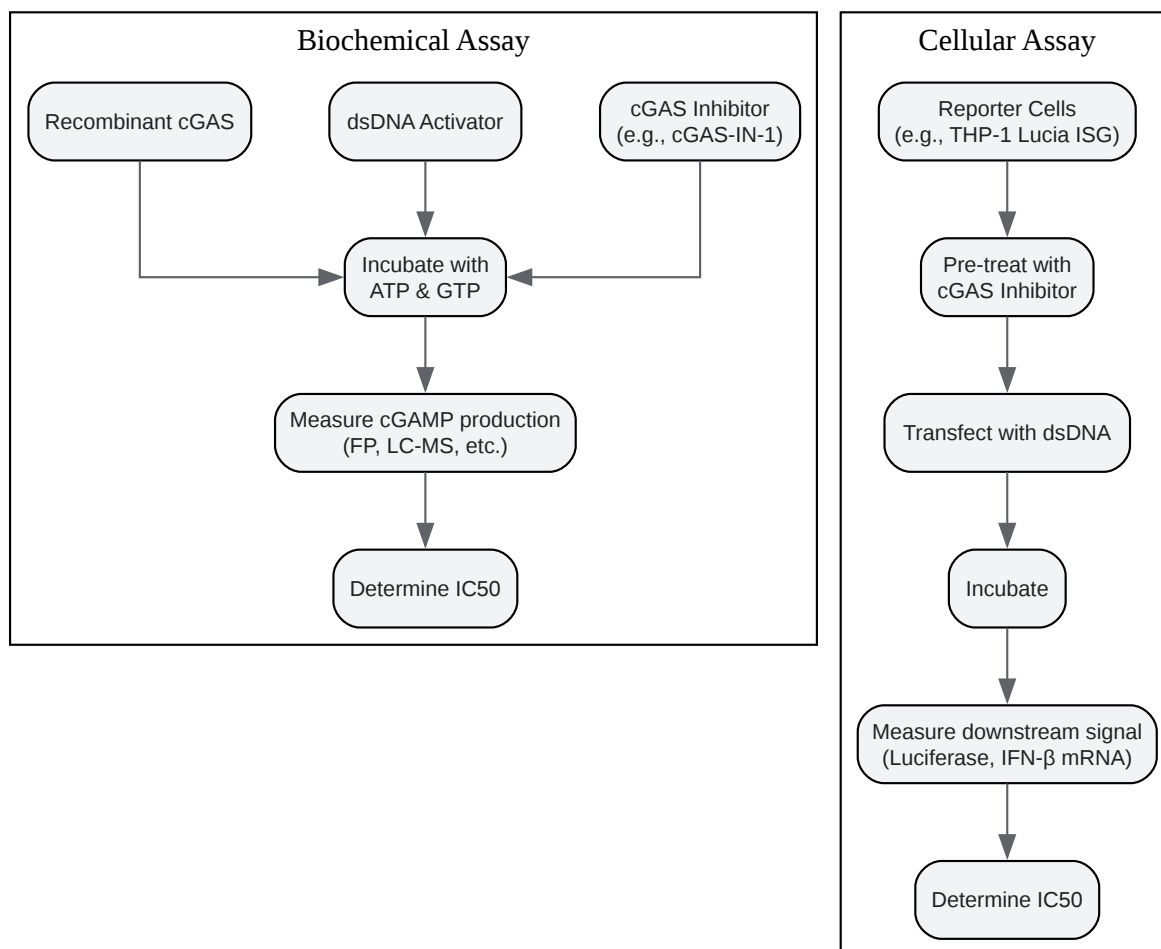 Biochemical Assay
Recombinant cGAS
dsDNA Activator
cGAS Inhibitor
(e.g., cGAS-IN-1)
Incubate with
ATP & GTP
Measure cGAMP production
(FP, LC-MS, etc.)
Determine IC50
Cellular Assay
Reporter Cells
(e.g., THP-1 Lucia ISG)
Pre-treat with
cGAS Inhibitor
Transfect with dsDNA
Incubate
Measure downstream signal
(Luciferase, IFN-β mRNA)
Determine IC50